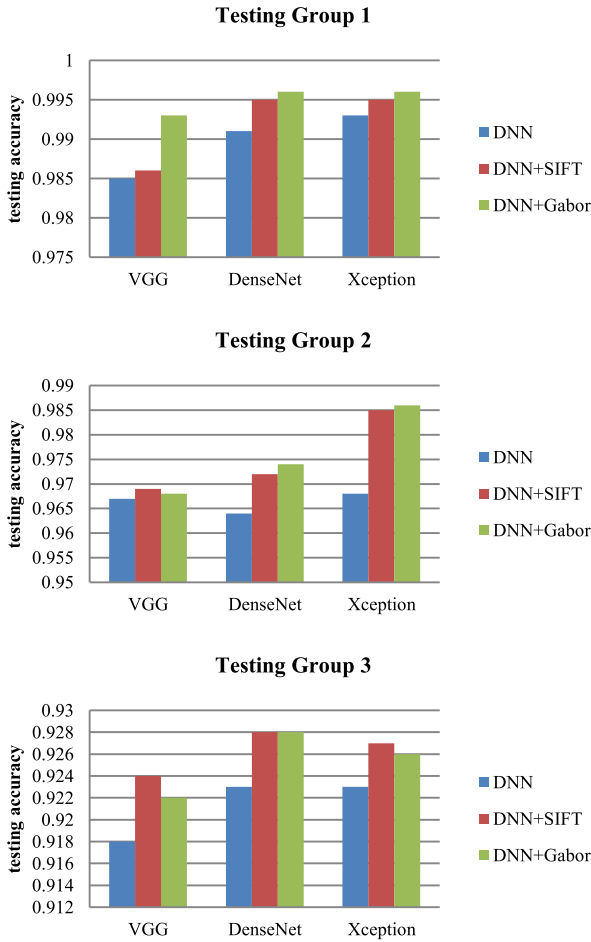 Testing Group 1
testing accuracy
1
0.995
0.99
0.985
0.98
0.975
VGG DenseNet Xception
DNN
DNN+SIFT
DNN+Gabor
Testing Group 2
testing accuracy
0.99
0.985
0.98
0.975
0.97
0.965
0.96
0.955
0.95
VGG DenseNet Xception
DNN
DNN+SIFT
DNN+Gabor
Testing Group 3
testing accuracy
0.93
0.928
0.926
0.924
0.922
0.92
0.918
0.916
0.914
0.912
VGG DenseNet Xception
DNN
DNN+SIFT
DNN+Gabor